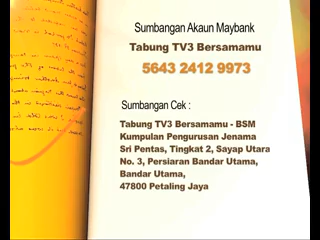 Sumbangan Akaun Maybank
Tabung TV3 Bersamamu
5643 2412 9973
Sumbangan Cek :
Tabung TV3 Bersamamu - BSM
Kumpulan Pengurusan Jenama
Sri Pentas, Tingkat 2, Sayap Utara
No. 3, Persiaran Bandar Utama,
Bandar Utama,
47800 Petaling Jaya